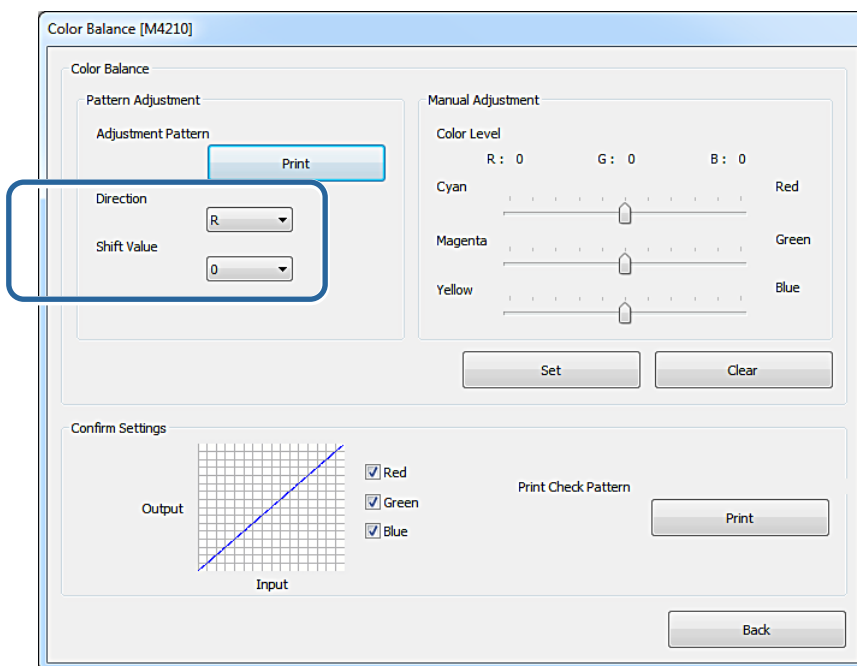 Color Balance [M4210]
Color Balance
Pattern Adjustment
Adjustment Pattern
Print
Direction
R
Shift Value
0
Manual Adjustment
Color Level
R : 0 G : 0 B : 0
Cyan Red
Magenta Green
Yellow Blue
Set Clear
Confirm Settings
Output
Input
Red
Green
Blue
Print Check Pattern
Print
Back